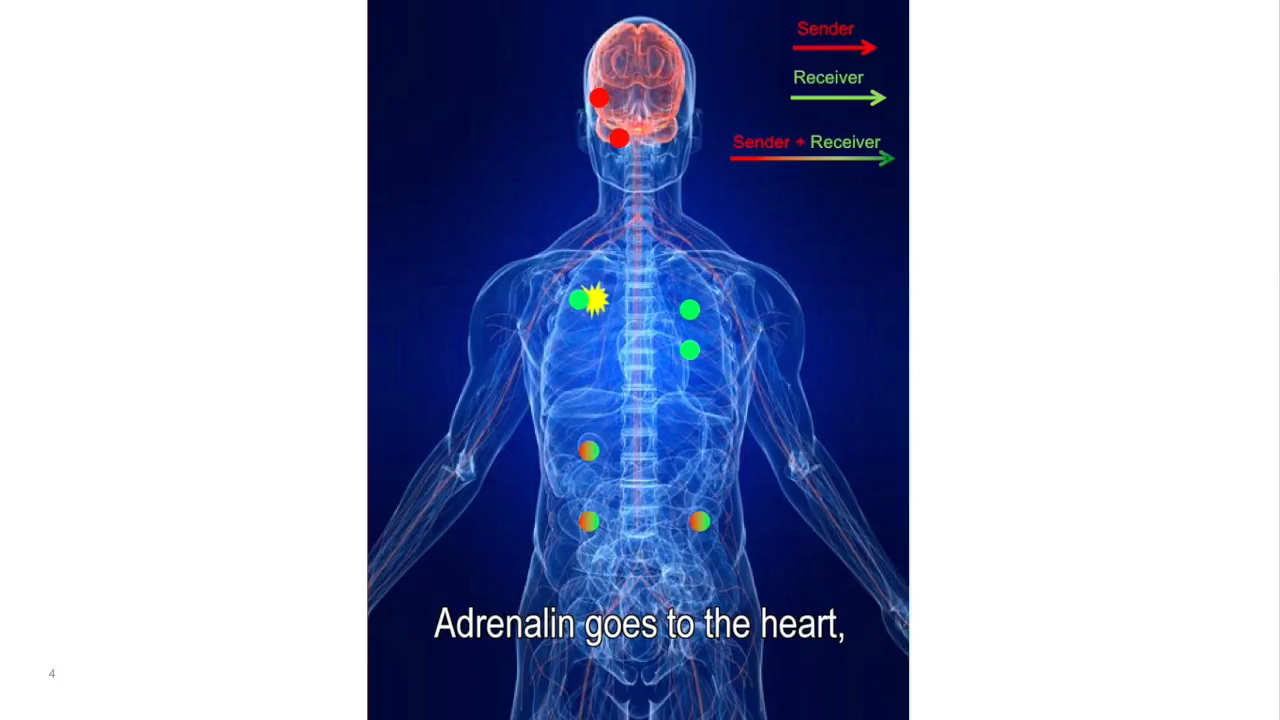 Sender
Receiver
Sender + Receiver
Adrenalin goes to the heart,
4